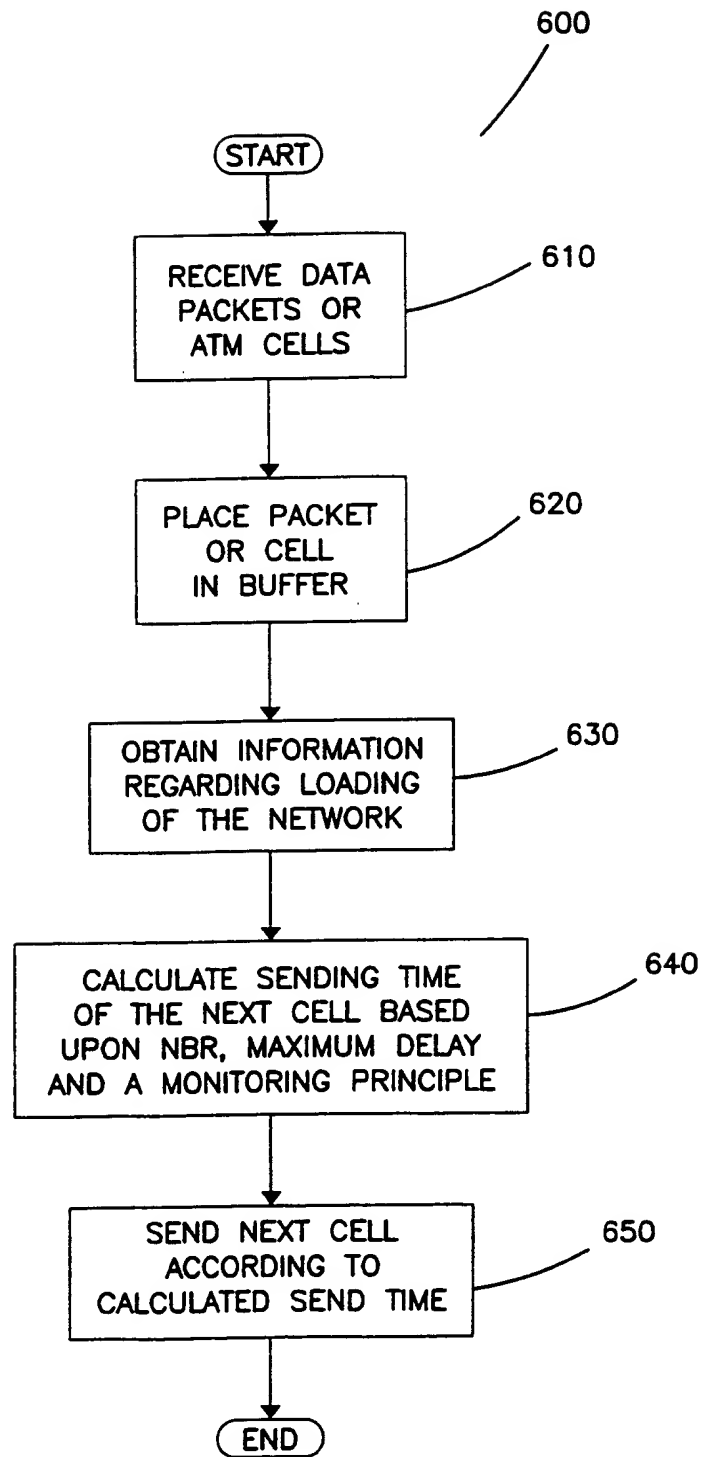 600
START
RECEIVE DATA
PACKETS OR
ATM CELLS
610
PLACE PACKET
OR CELL
IN BUFFER
620
OBTAIN INFORMATION
REGARDING LOADING
OF THE NETWORK
630
CALCULATE SENDING TIME
OF THE NEXT CELL BASED
UPON NBR, MAXIMUM DELAY
AND A MONITORING PRINCIPLE
640
SEND NEXT CELL
ACCORDING TO
CALCULATED SEND TIME
650
END